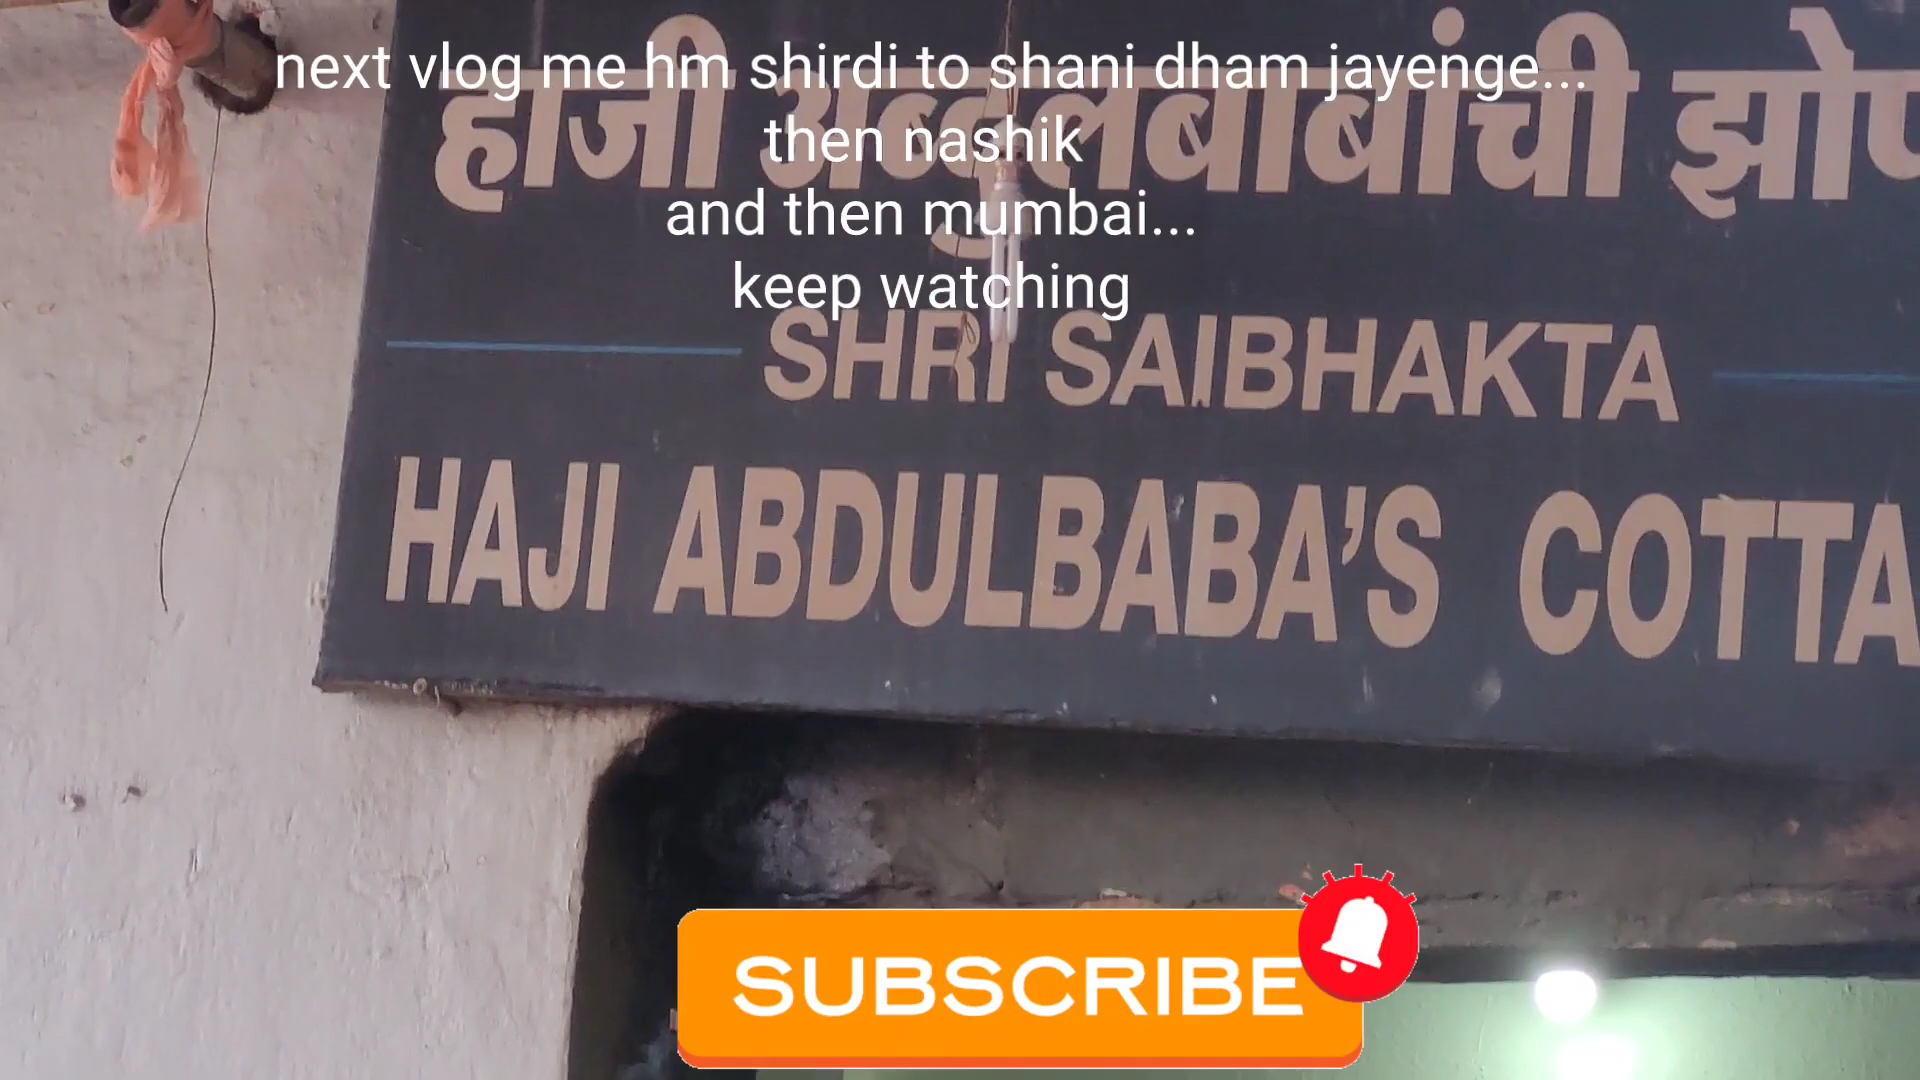 next vlog me hm shirdi to shani dham jayenge...
then nashik
and then mumbai...
keep watching
हाजी अब्दुलबाबांची
SHRI SAIBHAKTA
HAJI ABDULBABA'S
SUBSCRIBE